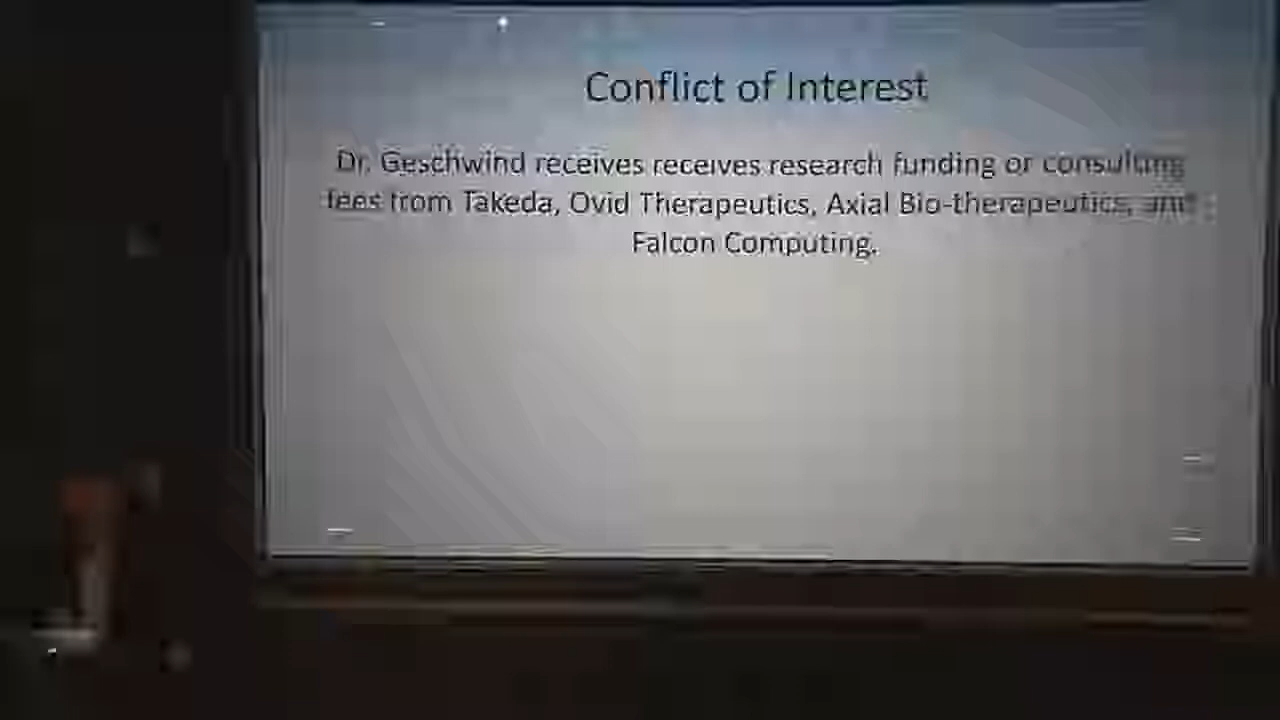 Conflict of Interest
Dr. Geschwind receives receives research funding or consulting
fees from Takeda, Ovid Therapeutics, Axial Bio-therapeutics, and
Falcon Computing.